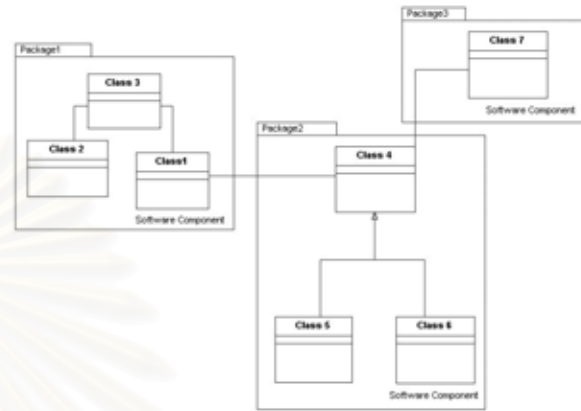 Package1
Class 3
Class 2
Class1
Software Component
Package2
Class 4
Class 5
Class 6
Software Component
Package3
Class 7
Software Component